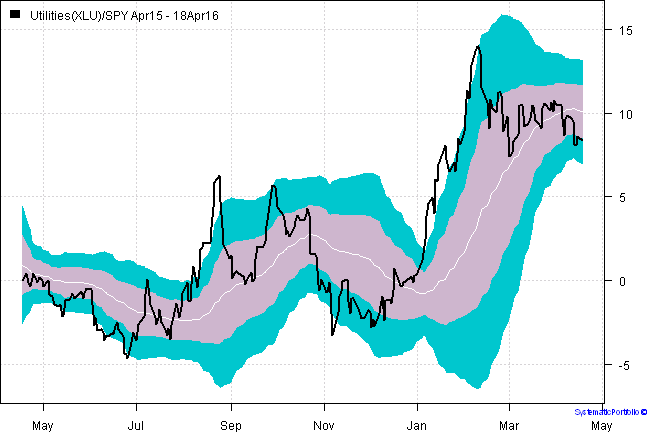 Utilities(XLU)/SPY Apr15 - 18Apr16
15
10
5
0
-5
May Jul Sep Nov Jan Mar May
SystematicPortfolio ©